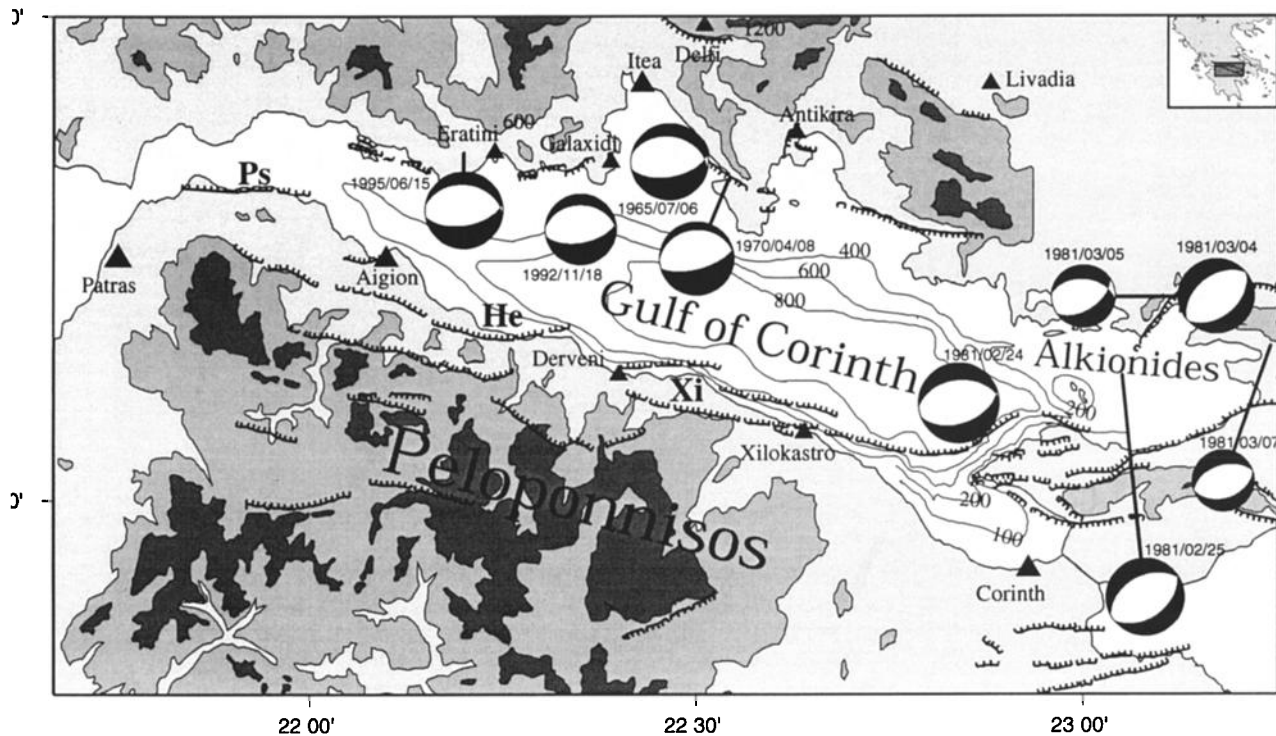 0'
1200
Delfi
Itea
Livadia
Antikira
600
Eratini
Galaxidi
Ps
1995/06/15
1965/07/06
1970/04/08
400
1981/03/05
1981/03/04
Patras
Aigion
1992/11/18
600
800
He
Gulf of Corinth
Derveni
1981/02/24
Alkionides
Xi
200
Peloponnisos
Xilokastro
1981/03/07
0'
200
100
1981/02/25
Corinth
22 00'
22 30'
23 00'